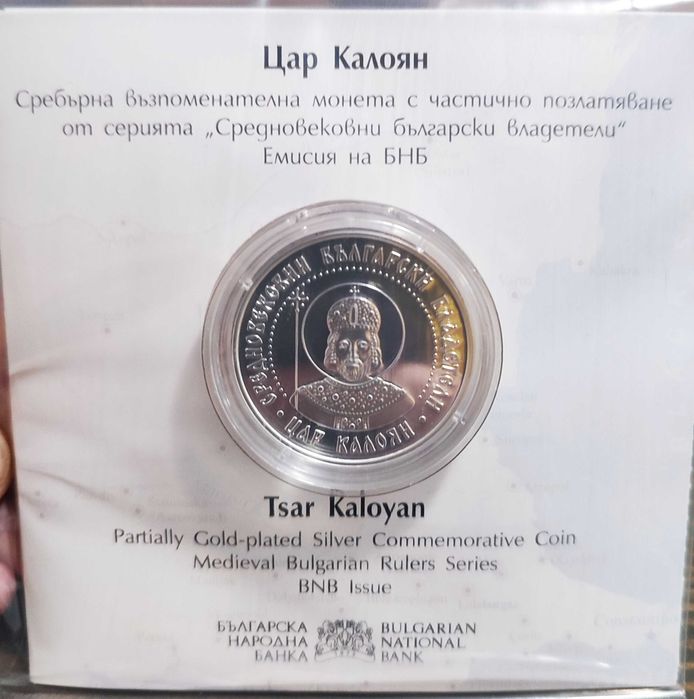 Цар Калоян
Сребърна възпоменателна монета с частично позлатяване
от серията „Средновековни български владетели“
Емисия на БНБ
СРЕДНОВЕКОВНИ БЪЛГАРСКИ ВЛАДЕТЕЛИ
ЦАР КАЛОЯН
Tsar Kaloyan
Partially Gold-plated Silver Commemorative Coin
Medieval Bulgarian Rulers Series
BNB Issue
БЪЛГАРСКА
НАРОДНА
БАНКА
BULGARIAN
NATIONAL
BANK